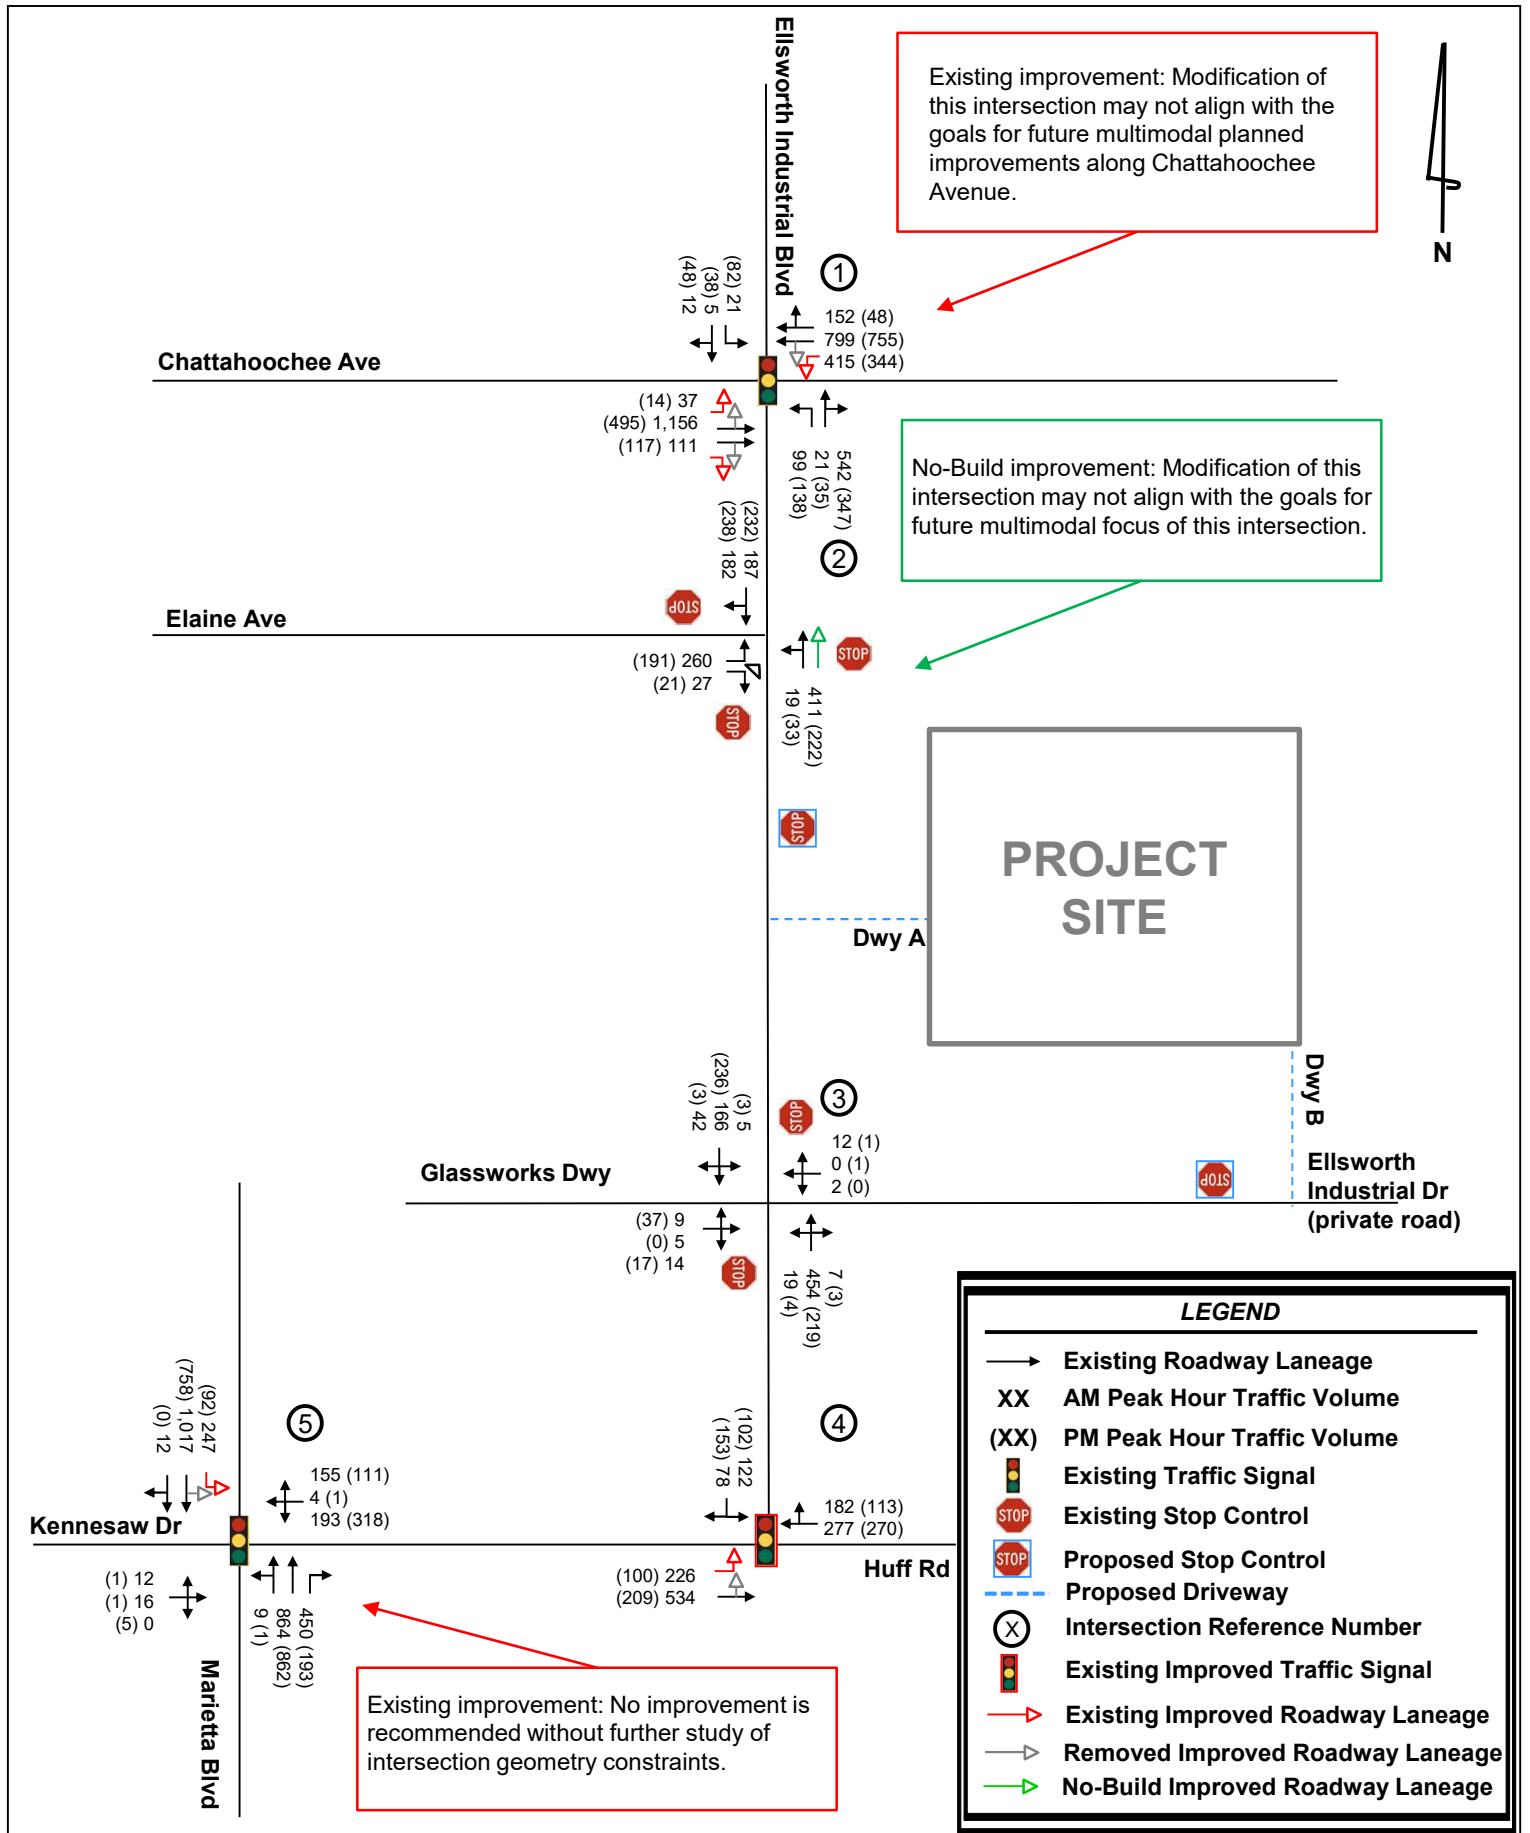 Ellsworth Industrial Blvd
Existing improvement: Modification of
this intersection may not align with the
goals for future multimodal planned
improvements along Chattahoochee
Avenue.
N
1
(82) 21
(38) 5
(48) 12
152 (48)
799 (755)
415 (344)
Chattahoochee Ave
(14) 37
(495) 1,156
(117) 111
542 (347)
21 (35)
99 (138)
No-Build improvement: Modification of this
intersection may not align with the goals for
future multimodal focus of this intersection.
2
(232) 187
(238) 182
STOP
Elaine Ave
STOP
(191) 260
(21) 27
STOP
411 (222)
19 (33)
STOP
PROJECT
SITE
Dwy A
Dwy B
3
(3) 5
(236) 166
(3) 42
STOP
12 (1)
0 (1)
2 (0)
Glassworks Dwy
STOP
Ellsworth
Industrial Dr
(private road)
(37) 9
(0) 5
(17) 14
STOP
7 (3)
454 (219)
19 (4)
5
(92) 247
(758) 1,017
(0) 12
155 (111)
4 (1)
193 (318)
Kennesaw Dr
(1) 12
(1) 16
(5) 0
450 (193)
864 (862)
9 (1)
Marietta Blvd
4
(102) 122
(153) 78
182 (113)
277 (270)
Huff Rd
(100) 226
(209) 534
Existing improvement: No improvement is
recommended without further study of
intersection geometry constraints.
LEGEND
Existing Roadway Laneage
XX AM Peak Hour Traffic Volume
(XX) PM Peak Hour Traffic Volume
Existing Traffic Signal
STOP Existing Stop Control
STOP Proposed Stop Control
Proposed Driveway
X Intersection Reference Number
Existing Improved Traffic Signal
Existing Improved Roadway Laneage
Removed Improved Roadway Laneage
No-Build Improved Roadway Laneage